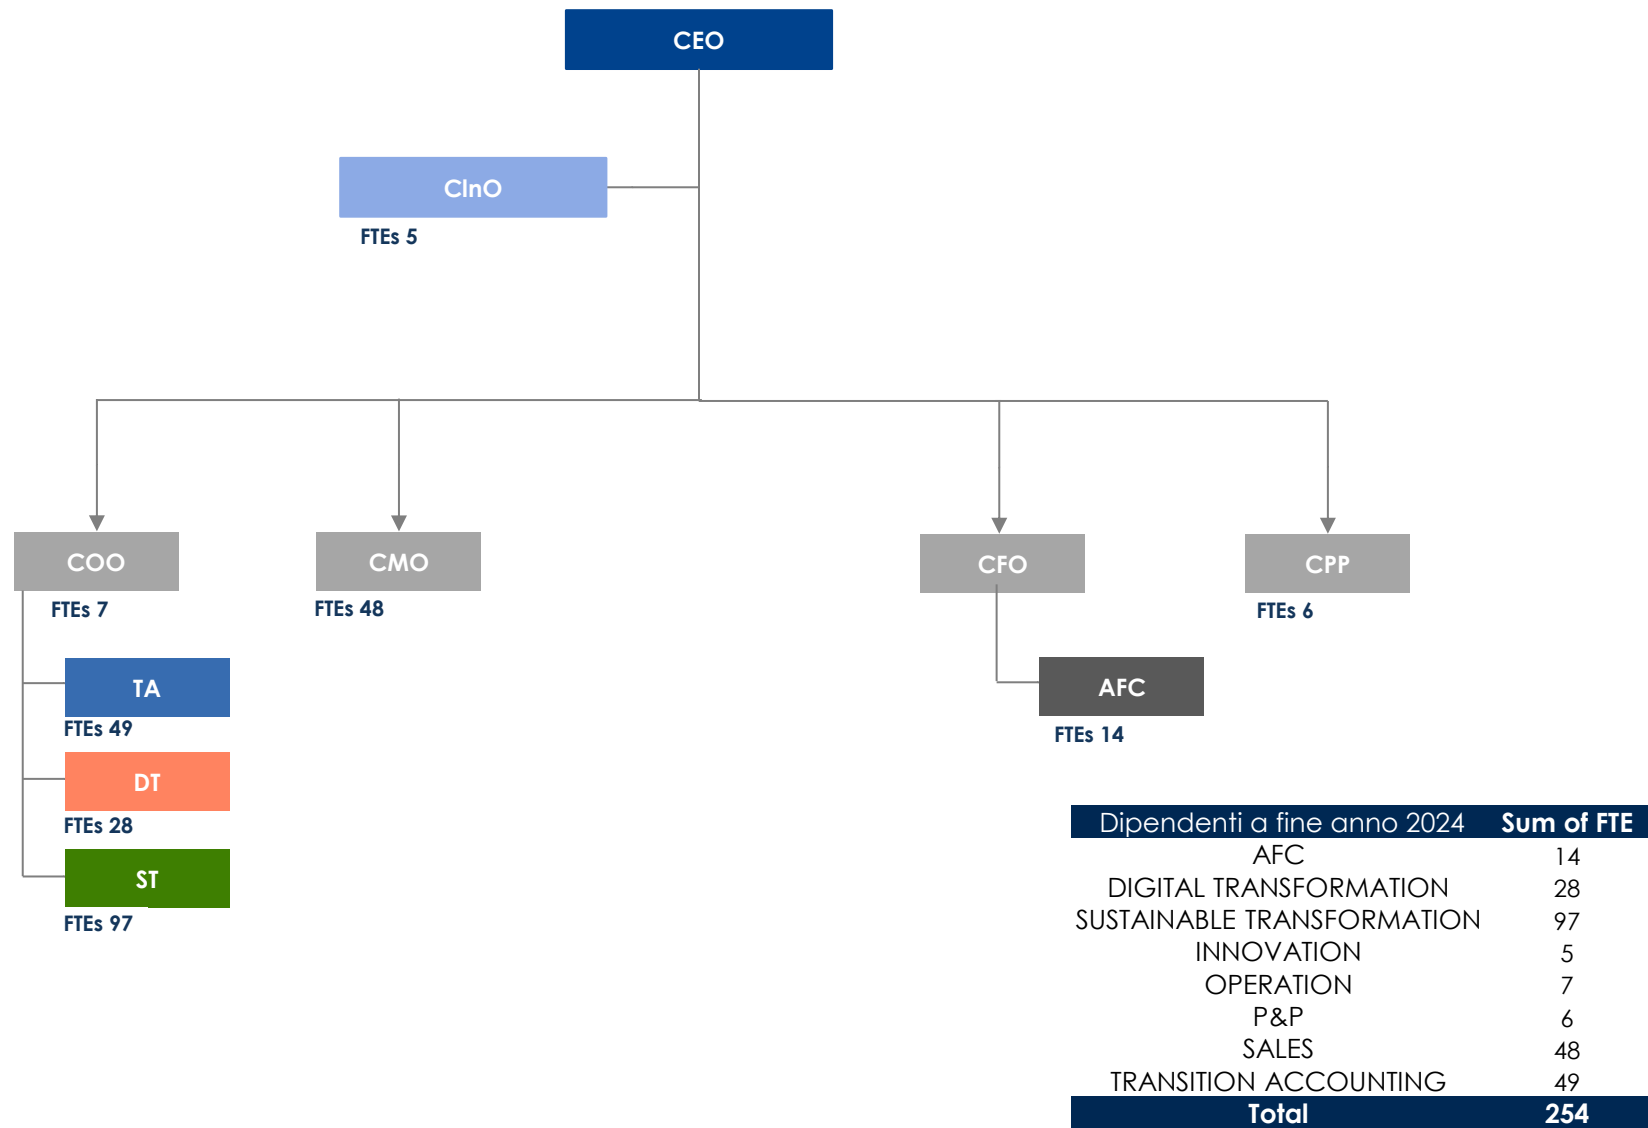 CEO
CInO
FTEs 5
COO
CMO
CFO
CPP
FTEs 7
FTEs 48
FTEs 6
TA
FTEs 49
AFC
FTEs 14
DT
FTEs 28
ST
FTEs 97
Dipendenti a fine anno 2024 Sum of FTE
AFC 14
DIGITAL TRANSFORMATION 28
SUSTAINABLE TRANSFORMATION 97
INNOVATION 5
OPERATION 7
P&P 6
SALES 48
TRANSITION ACCOUNTING 49
Total 254